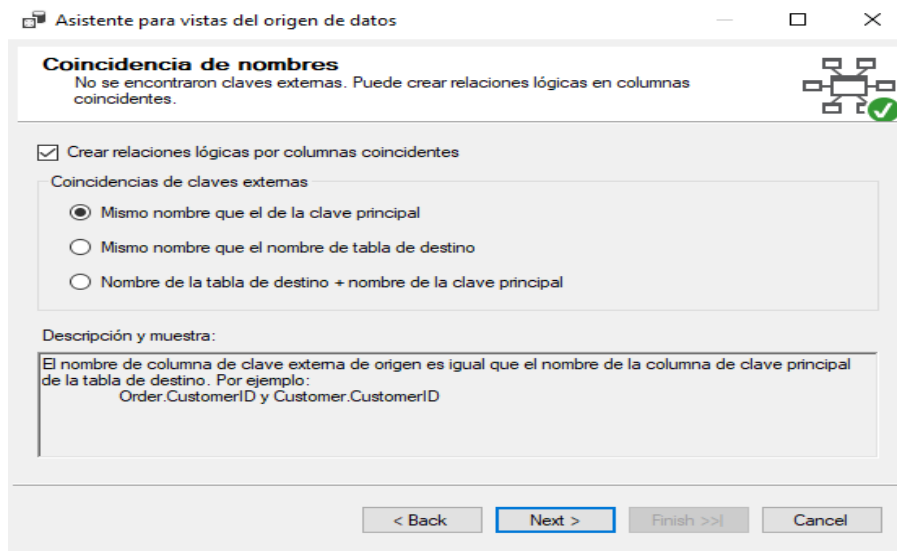 Asistente para vistas del origen de datos
Coincidencia de nombres
No se encontraron claves externas. Puede crear relaciones lógicas en columnas
coincidentes.
Crear relaciones lógicas por columnas coincidentes
Coincidencias de claves externas
Mismo nombre que el de la clave principal
Mismo nombre que el nombre de tabla de destino
Nombre de la tabla de destino + nombre de la clave principal
Descripción y muestra:
El nombre de columna de clave externa de origen es igual que el nombre de la columna de clave principal
de la tabla de destino. Por ejemplo:
Order.CustomerID y Customer.CustomerID
< Back Next > Finish >>| Cancel